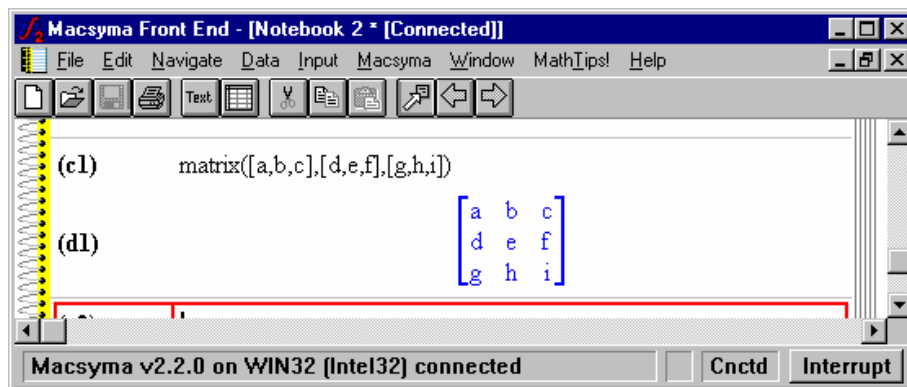 Macsyma Front End - [Notebook 2 * [Connected]]
File Edit Navigate Data Input Macsyma Window MathTips! Help
Text
(c1) matrix([a,b,c],[d,e,f],[g,h,i])
(d1)
a b c
d e f
g h i
Macsyma v2.2.0 on WIN32 (Intel32) connected Cnctd Interrupt